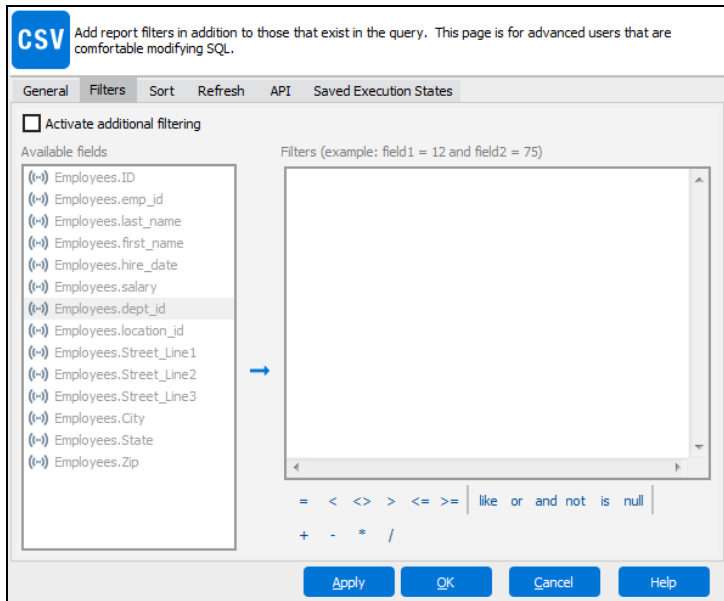 CSV
Add report filters in addition to those that exist in the query.  This page is for advanced users that are
comfortable modifying SQL.
General Filters Sort Refresh API Saved Execution States
Activate additional filtering
Available fields
Filters (example: field1 = 12 and field2 = 75)
Employees.ID
Employees.emp_id
Employees.last_name
Employees.first_name
Employees.hire_date
Employees.salary
Employees.dept_id
Employees.location_id
Employees.Street_Line1
Employees.Street_Line2
Employees.Street_Line3
Employees.City
Employees.State
Employees.Zip
= < <> > <= >= like or and not is null
+ - * /
Apply OK Cancel Help